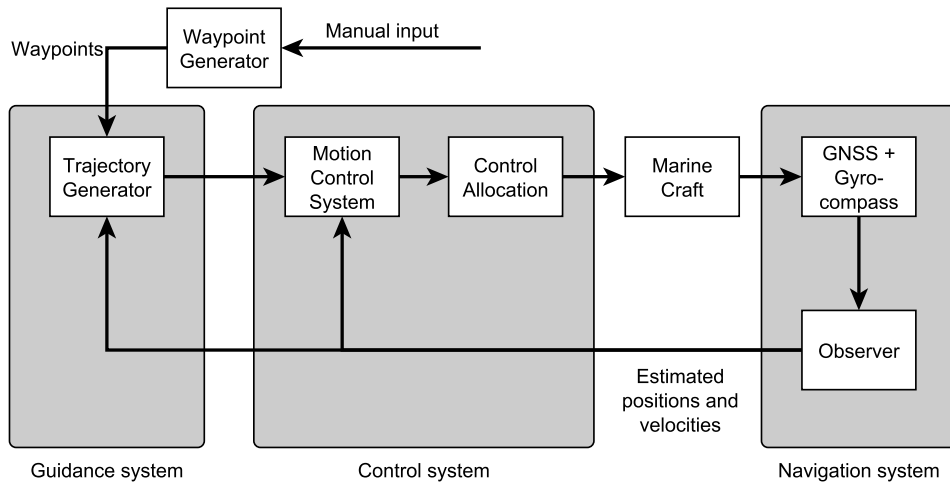 Manual input
Waypoint
Generator
Waypoints
Trajectory
Generator
Motion
Control
System
Control
Allocation
Marine
Craft
GNSS +
Gyro-
compass
Observer
Estimated
positions and
velocities
Guidance system
Control system
Navigation system